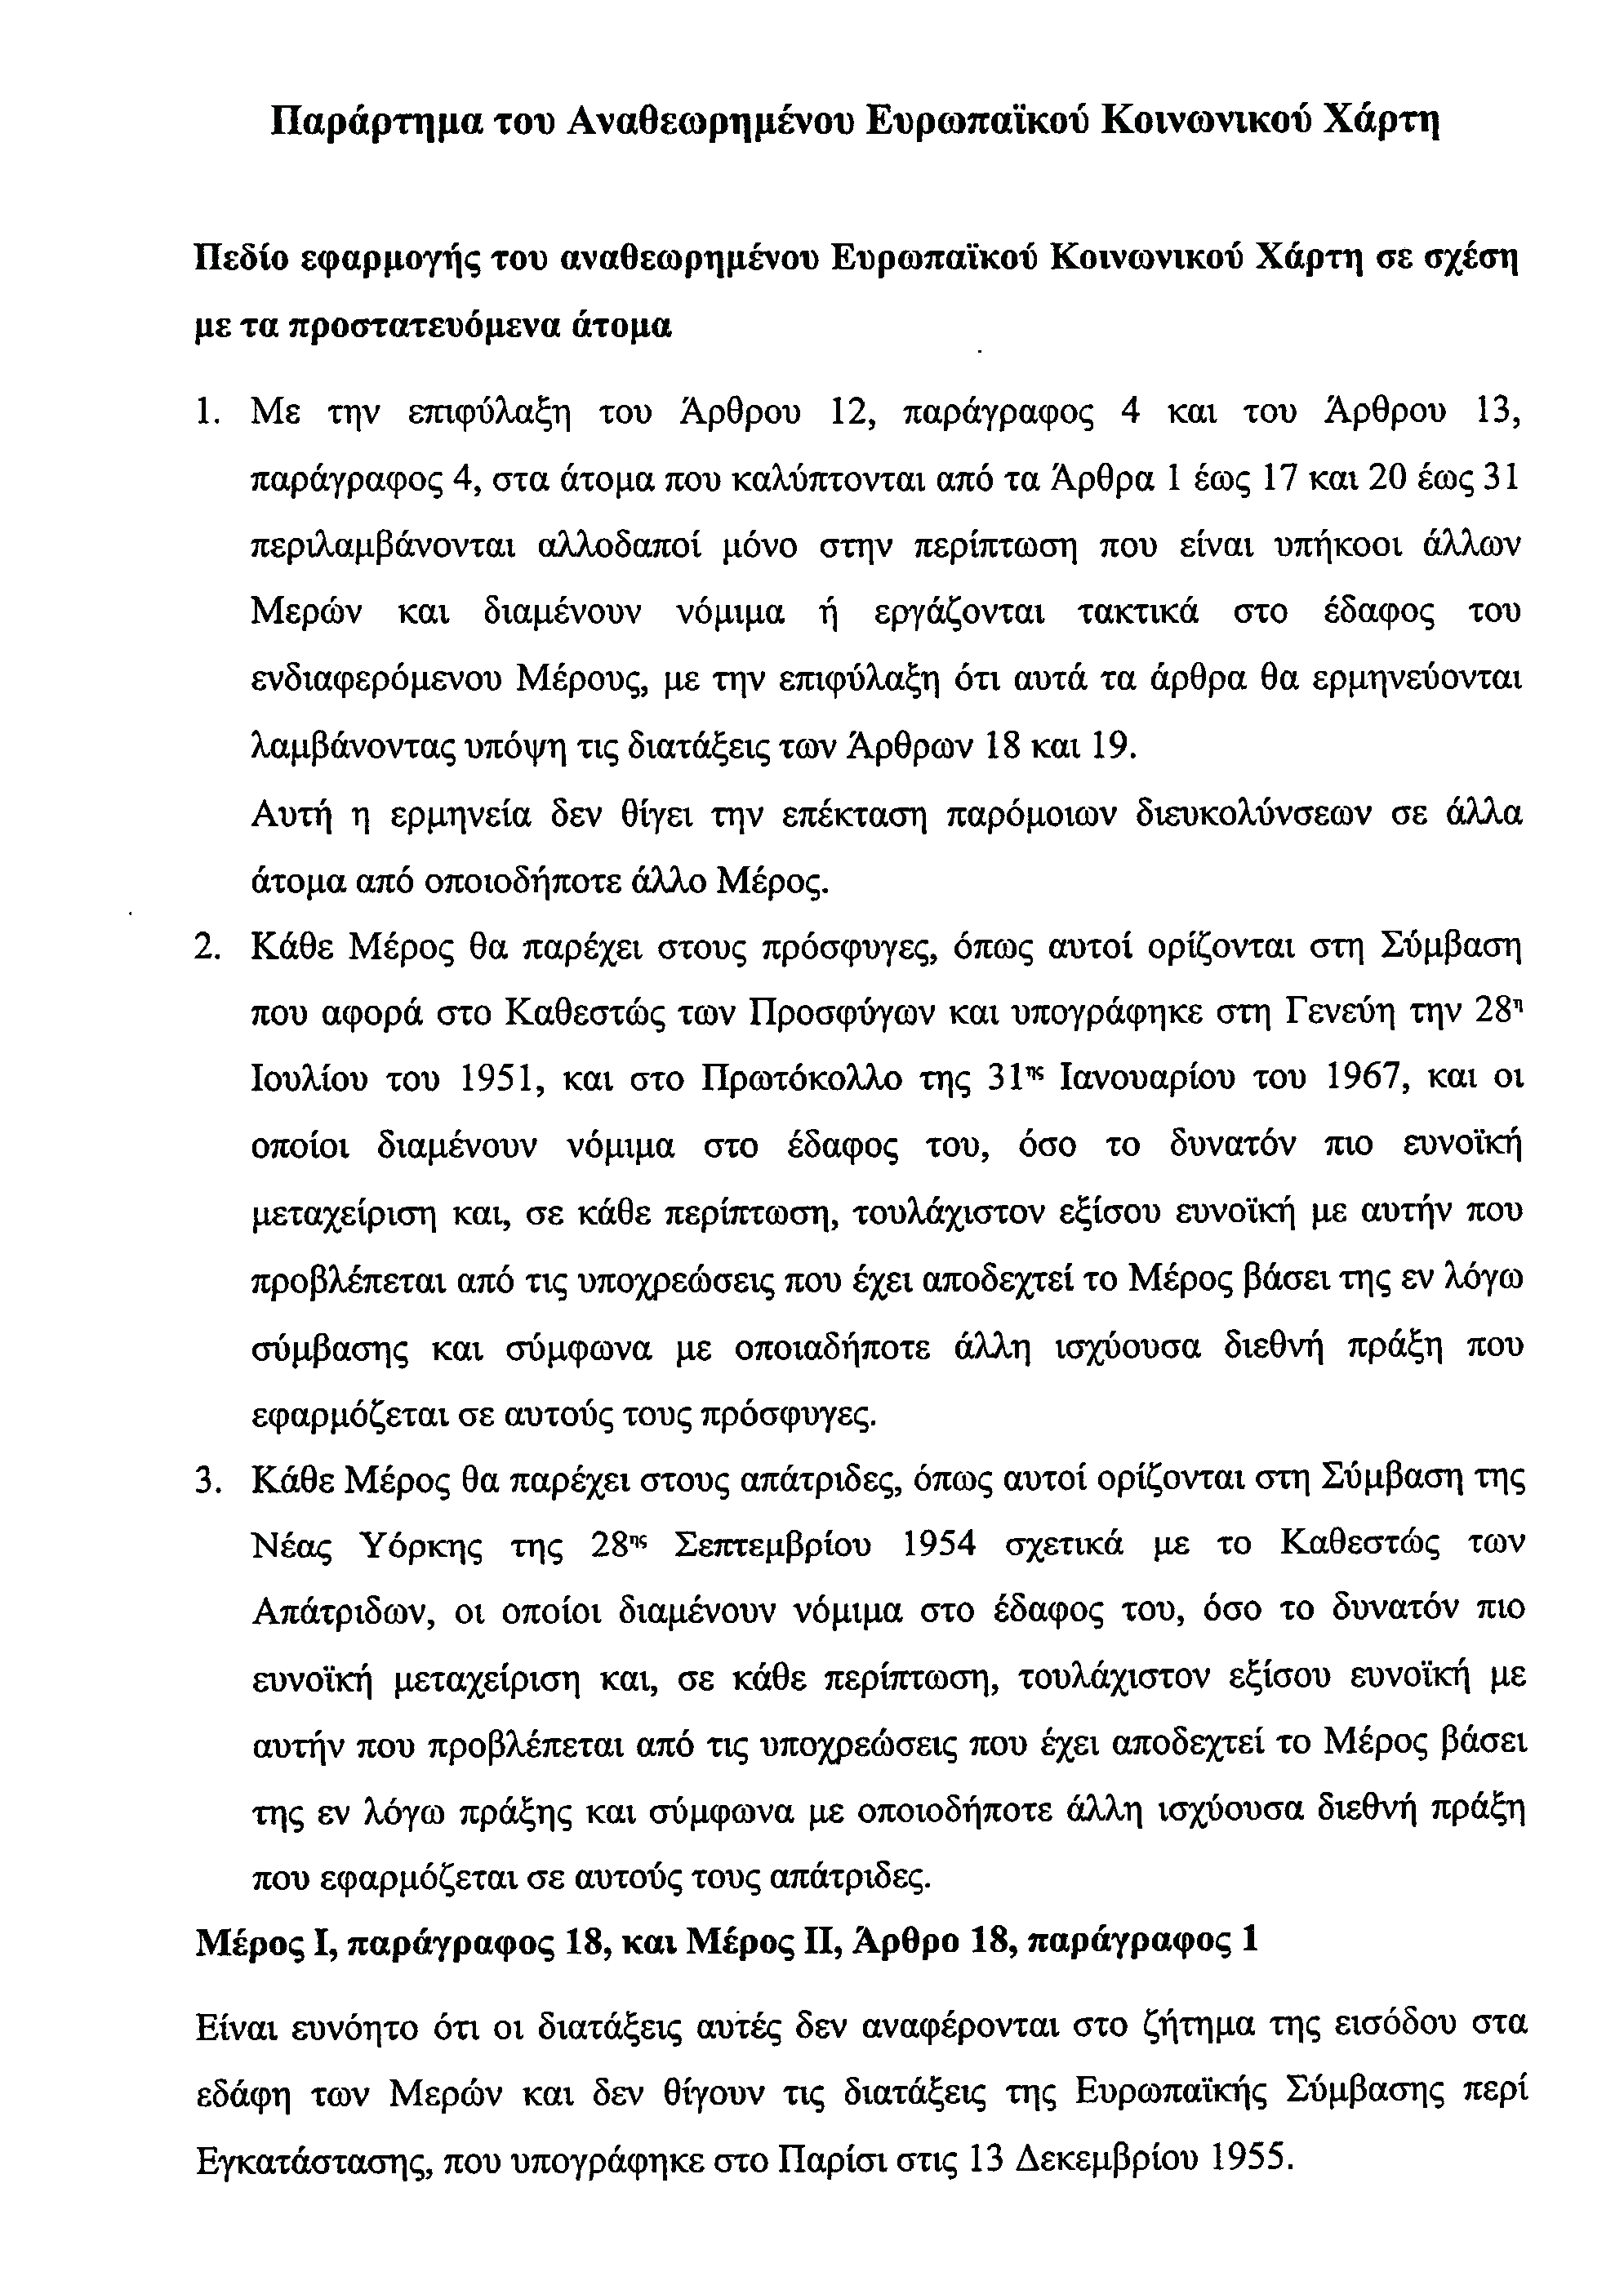 Παράρτημα του Αναθεωρημένου Ευρωπαϊκού Κοινωνικού Χάρτη
Πεδίο εφαρμογής του αναθεωρημένου Ευρωπαϊκού Κοινωνικού Χάρτη σε σχέση
με τα προστατευόμενα άτομα
1. Με την επιφύλαξη του Άρθρου 12, παράγραφος 4 και του Άρθρου 13,
παράγραφος 4, στα άτομα που καλύπτονται από τα Άρθρα 1 έως 17 και 20 έως 31
περιλαμβάνονται αλλοδαποί μόνο στην περίπτωση που είναι υπήκοοι άλλων
Μερών και διαμένουν νόμιμα ή εργάζονται τακτικά στο έδαφος του
ενδιαφερόμενου Μέρους, με την επιφύλαξη ότι αυτά τα άρθρα θα ερμηνεύονται
λαμβάνοντας υπόψη τις διατάξεις των Άρθρων 18 και 19.
Αυτή η ερμηνεία δεν θίγει την επέκταση παρόμοιων διευκολύνσεων σε άλλα
άτομα από οποιοδήποτε άλλο Μέρος.
2. Κάθε Μέρος θα παρέχει στους πρόσφυγες, όπως αυτοί ορίζονται στη Σύμβαση
που αφορά στο Καθεστώς των Προσφύγων και υπογράφηκε στη Γενεύη την 28η
Ιουλίου του 1951, και στο Πρωτόκολλο της 31ης Ιανουαρίου του 1967, και οι
οποίοι διαμένουν νόμιμα στο έδαφος του, όσο το δυνατόν πιο ευνοϊκή
μεταχείριση και, σε κάθε περίπτωση, τουλάχιστον εξίσου ευνοϊκή με αυτήν που
προβλέπεται από τις υποχρεώσεις που έχει αποδεχτεί το Μέρος βάσει της εν λόγω
σύμβασης και σύμφωνα με οποιαδήποτε άλλη ισχύουσα διεθνή πράξη που
εφαρμόζεται σε αυτούς τους πρόσφυγες.
3. Κάθε Μέρος θα παρέχει στους απάτριδες, όπως αυτοί ορίζονται στη Σύμβαση της
Νέας Υόρκης της 28ης Σεπτεμβρίου 1954 σχετικά με το Καθεστώς των
Απάτριδων, οι οποίοι διαμένουν νόμιμα στο έδαφος του, όσο το δυνατόν πιο
ευνοϊκή μεταχείριση και, σε κάθε περίπτωση, τουλάχιστον εξίσου ευνοϊκή με
αυτήν που προβλέπεται από τις υποχρεώσεις που έχει αποδεχτεί το Μέρος βάσει
της εν λόγω πράξης και σύμφωνα με οποιοδήποτε άλλη ισχύουσα διεθνή πράξη
που εφαρμόζεται σε αυτούς τους απάτριδες.
Μέρος Ι, παράγραφος 18, και Μέρος ΙΙ, Άρθρο 18, παράγραφος 1
Είναι ευνόητο ότι οι διατάξεις αυτές δεν αναφέρονται στο ζήτημα της εισόδου στα
εδάφη των Μερών και δεν θίγουν τις διατάξεις της Ευρωπαϊκής Σύμβασης περί
Εγκατάστασης, που υπογράφηκε στο Παρίσι στις 13 Δεκεμβρίου 1955.